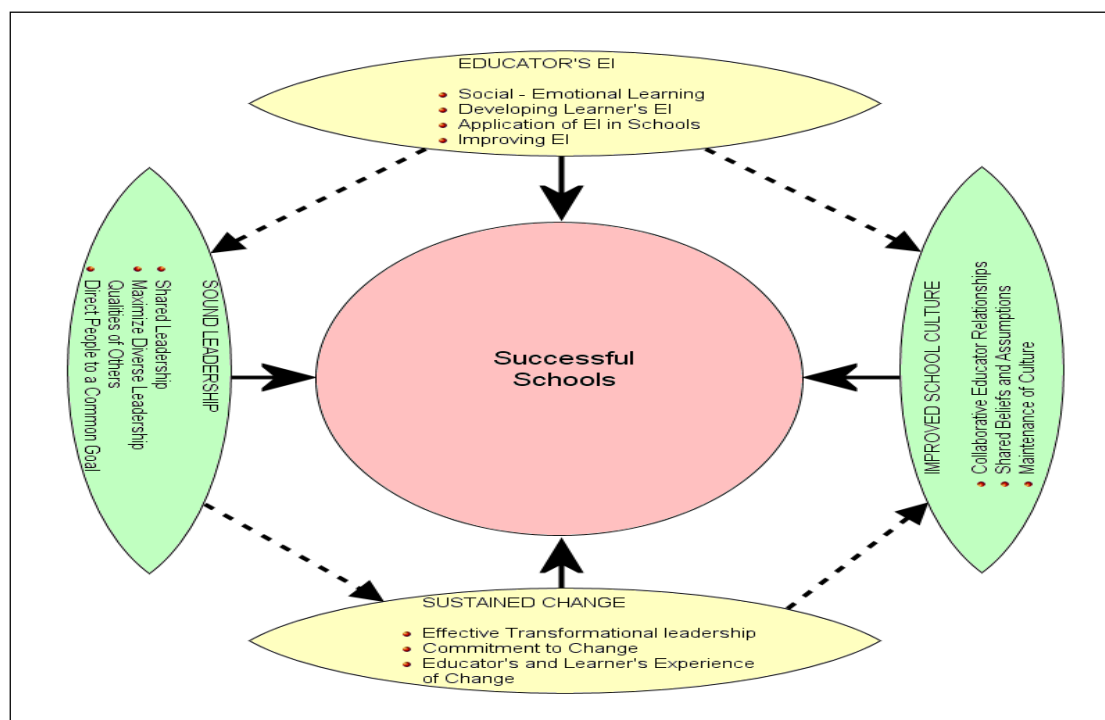 EDUCATOR'S EI
Social - Emotional Learning
Developing Learner's EI
Application of EI in Schools
Improving EI
SOUND LEADERSHIP
Shared Leadership
Maximize Diverse Leadership
Qualities of Others
Direct People to a Common Goal
Successful
Schools
IMPROVED SCHOOL CULTURE
Collaborative Educator Relationships
Shared Beliefs and Assumptions
Maintenance of Culture
SUSTAINED CHANGE
Effective Transformational leadership
Commitment to Change
Educator's and Learner's Experience
of Change